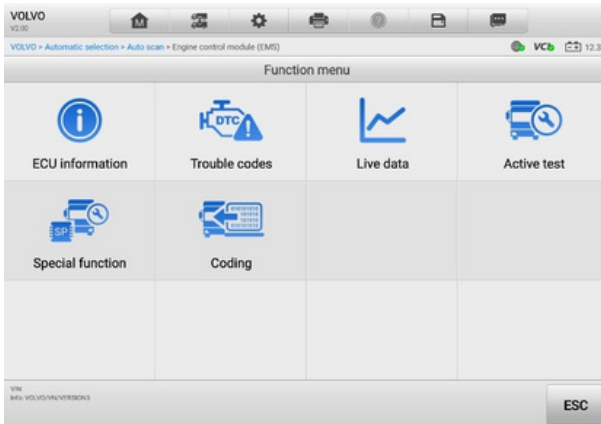 VOLVO
V2.00
VOLVO > Automatic selection > Auto scan > Engine control module (EMS)
VCI
12.3
Function menu
ECU information
DTC
Trouble codes
Live data
Active test
SP
Special function
Coding
VIN:
Info: VOLVO/VN/VERSION3
ESC